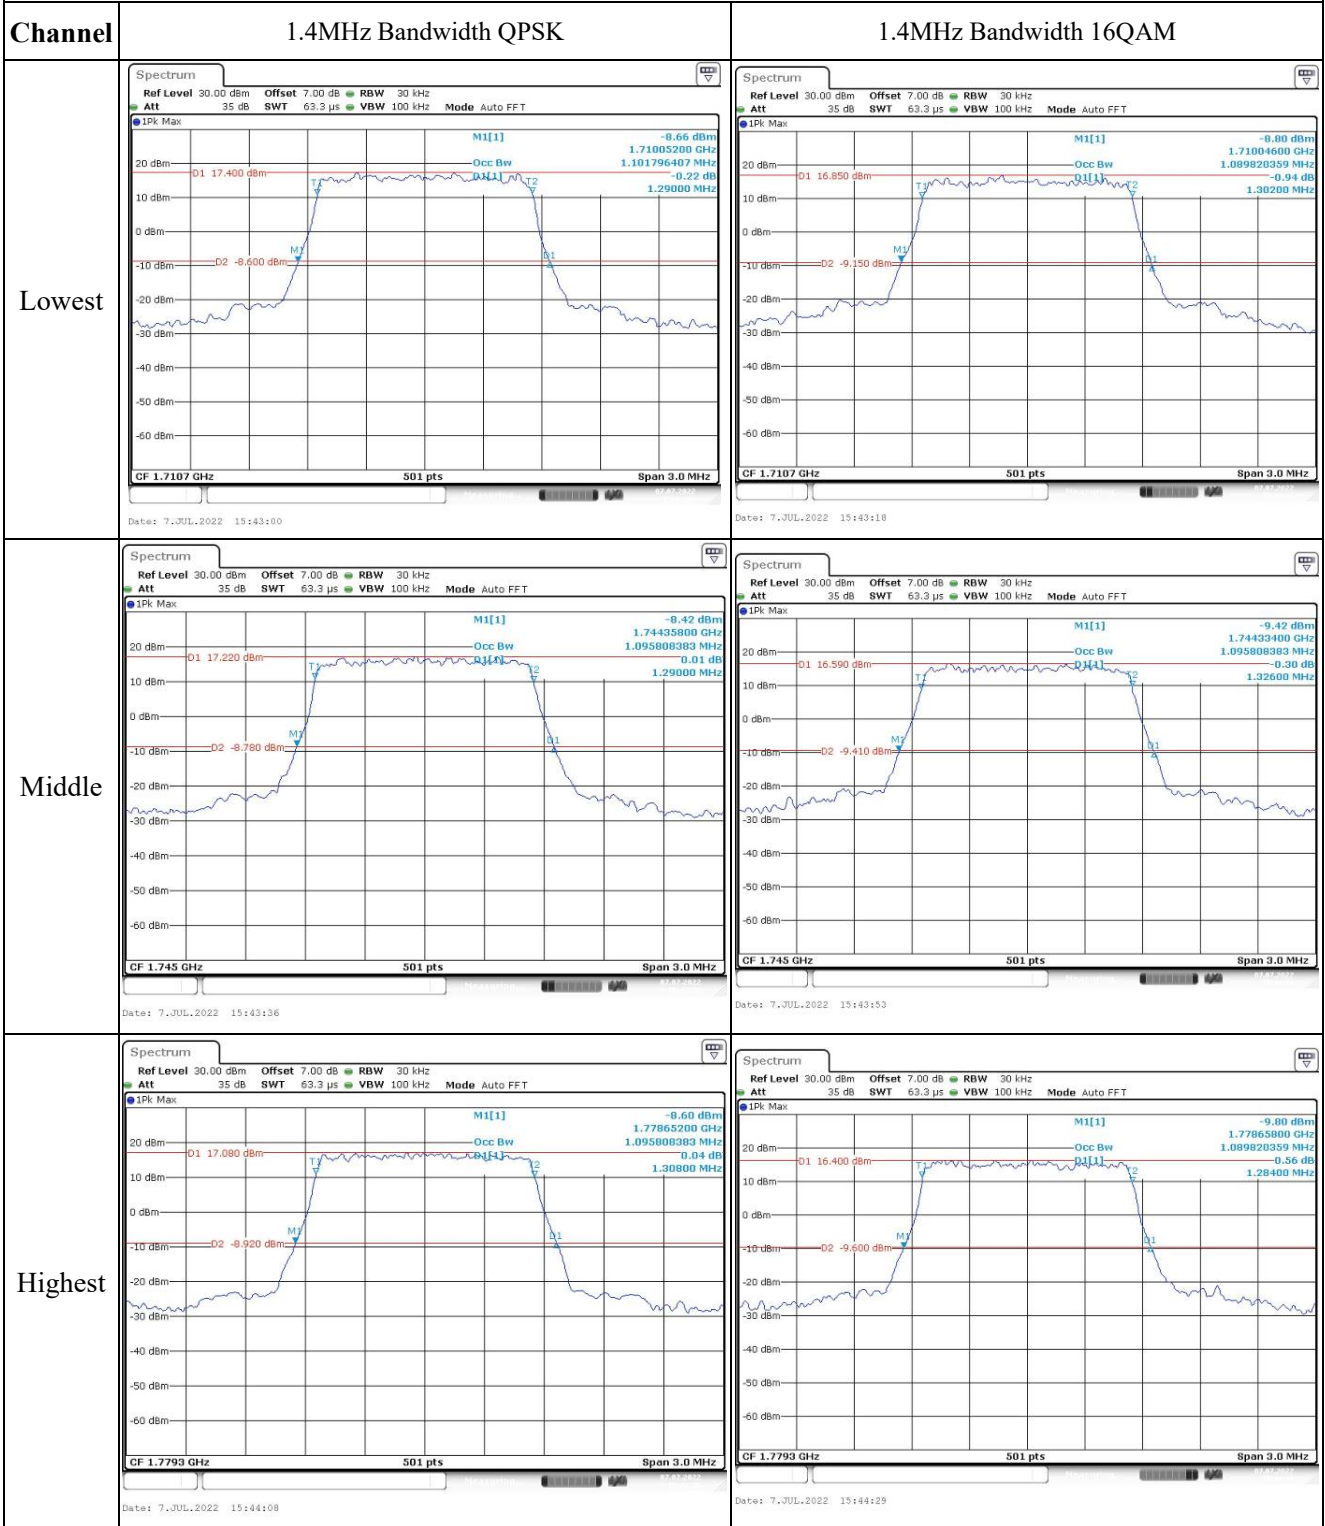 Channel 1.4MHz Bandwidth QPSK 1.4MHz Bandwidth 16QAM
Lowest
Spectrum
Ref Level 30.00 dBm Offset 7.00 dB RBW 30 kHz
Att 35 dB SWT 63.3 µs VBW 100 kHz Mode Auto FFT
1Pk Max
M1[1] -8.66 dBm
1.71005200 GHz
20 dBm Occ Bw 1.101796407 MHz
D1 17.400 dBm D1[1] -0.22 dB
T1 T2 1.29000 MHz
10 dBm
0 dBm
M1 D1
D2 -8.600 dBm
-10 dBm
-20 dBm
-30 dBm
-40 dBm
-50 dBm
-60 dBm
CF 1.7107 GHz 501 pts Span 3.0 MHz
Date: 7.JUL.2022 15:43:00
Spectrum
Ref Level 30.00 dBm Offset 7.00 dB RBW 30 kHz
Att 35 dB SWT 63.3 µs VBW 100 kHz Mode Auto FFT
1Pk Max
M1[1] -8.80 dBm
1.71004600 GHz
20 dBm Occ Bw 1.089820359 MHz
D1 16.850 dBm D1[1] -0.94 dB
T1 T2 1.30200 MHz
10 dBm
0 dBm
M1 D1
D2 -9.150 dBm
-10 dBm
-20 dBm
-30 dBm
-40 dBm
-50 dBm
-60 dBm
CF 1.7107 GHz 501 pts Span 3.0 MHz
Date: 7.JUL.2022 15:43:18
Middle
Spectrum
Ref Level 30.00 dBm Offset 7.00 dB RBW 30 kHz
Att 35 dB SWT 63.3 µs VBW 100 kHz Mode Auto FFT
1Pk Max
M1[1] -8.42 dBm
1.74435800 GHz
20 dBm Occ Bw 1.095808383 MHz
D1 17.220 dBm D1[1] 0.01 dB
T1 T2 1.29000 MHz
10 dBm
0 dBm
M1 D1
D2 -8.780 dBm
-10 dBm
-20 dBm
-30 dBm
-40 dBm
-50 dBm
-60 dBm
CF 1.745 GHz 501 pts Span 3.0 MHz
Date: 7.JUL.2022 15:43:36
Spectrum
Ref Level 30.00 dBm Offset 7.00 dB RBW 30 kHz
Att 35 dB SWT 63.3 µs VBW 100 kHz Mode Auto FFT
1Pk Max
M1[1] -9.42 dBm
1.74433400 GHz
20 dBm Occ Bw 1.095808383 MHz
D1 16.590 dBm D1[1] -0.30 dB
T1 T2 1.32600 MHz
10 dBm
0 dBm
M1 D1
D2 -9.410 dBm
-10 dBm
-20 dBm
-30 dBm
-40 dBm
-50 dBm
-60 dBm
CF 1.745 GHz 501 pts Span 3.0 MHz
Date: 7.JUL.2022 15:43:53
Highest
Spectrum
Ref Level 30.00 dBm Offset 7.00 dB RBW 30 kHz
Att 35 dB SWT 63.3 µs VBW 100 kHz Mode Auto FFT
1Pk Max
M1[1] -8.60 dBm
1.77865200 GHz
20 dBm Occ Bw 1.095808383 MHz
D1 17.080 dBm D1[1] 0.04 dB
T1 T2 1.30800 MHz
10 dBm
0 dBm
M1 D1
D2 -8.920 dBm
-10 dBm
-20 dBm
-30 dBm
-40 dBm
-50 dBm
-60 dBm
CF 1.7793 GHz 501 pts Span 3.0 MHz
Date: 7.JUL.2022 15:44:08
Spectrum
Ref Level 30.00 dBm Offset 7.00 dB RBW 30 kHz
Att 35 dB SWT 63.3 µs VBW 100 kHz Mode Auto FFT
1Pk Max
M1[1] -9.80 dBm
1.77865800 GHz
20 dBm Occ Bw 1.089820359 MHz
D1 16.400 dBm D1[1] 0.56 dB
T1 T2 1.28400 MHz
10 dBm
0 dBm
M1 D1
D2 -9.600 dBm
-10 dBm
-20 dBm
-30 dBm
-40 dBm
-50 dBm
-60 dBm
CF 1.7793 GHz 501 pts Span 3.0 MHz
Date: 7.JUL.2022 15:44:29